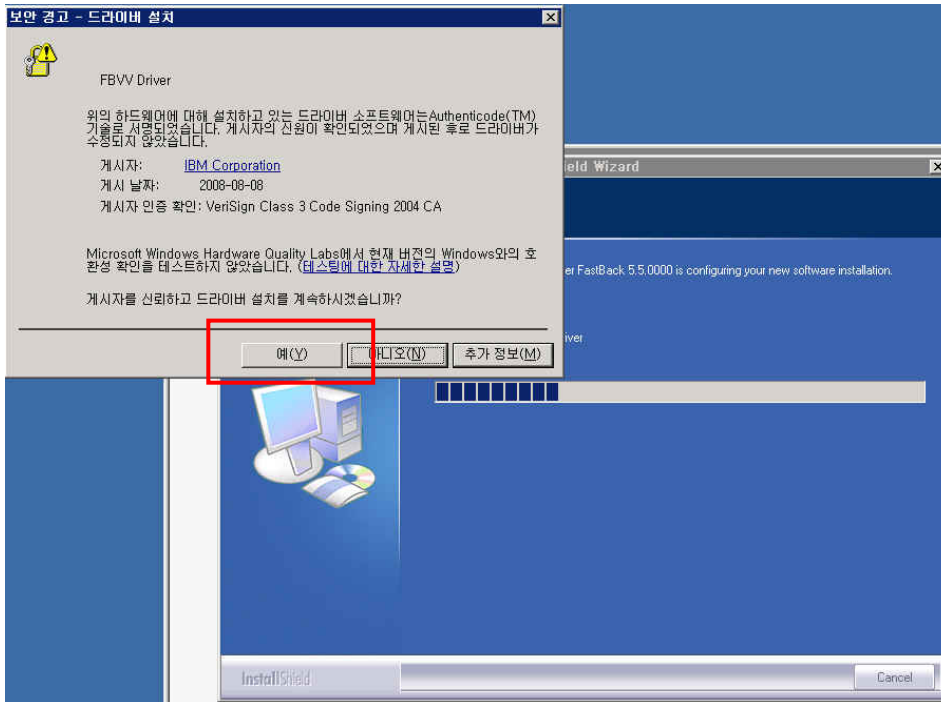 보안 경고 - 드라이버 설치
FBVV Driver
위의 하드웨어에 대해 설치하고 있는 드라이버 소프트웨어는Authenticode(TM)
기술로 서명되었습니다. 게시자의 신원이 확인되었으며 게시된 후로 드라이버가
수정되지 않았습니다.
게시자: IBM Corporation
게시 날짜: 2008-08-08
게시자 인증 확인: VeriSign Class 3 Code Signing 2004 CA
Microsoft Windows Hardware Quality Labs에서 현재 버전의 Windows와의 호
환성 확인을 테스트하지 않았습니다. (테스팅에 대한 자세한 설명)
게시자를 신뢰하고 드라이버 설치를 계속하시겠습니까?
예(Y)
아니오(N)
추가 정보(M)
ield Wizard
er FastBack 5.5.0000 is configuring your new software installation.
iver
InstallShield
Cancel